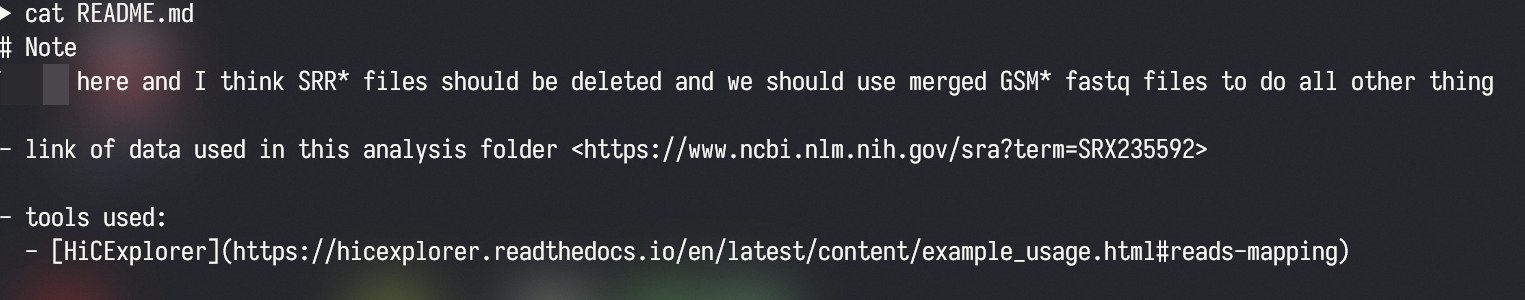 ▶ cat README.md
# Note
here and I think SRR* files should be deleted and we should use merged GSM* fastq files to do all other thing
- link of data used in this analysis folder <https://www.ncbi.nlm.nih.gov/sra?term=SRX235592>
- tools used:
- [HiCExplorer](https://hicexplorer.readthedocs.io/en/latest/content/example_usage.html#reads-mapping)